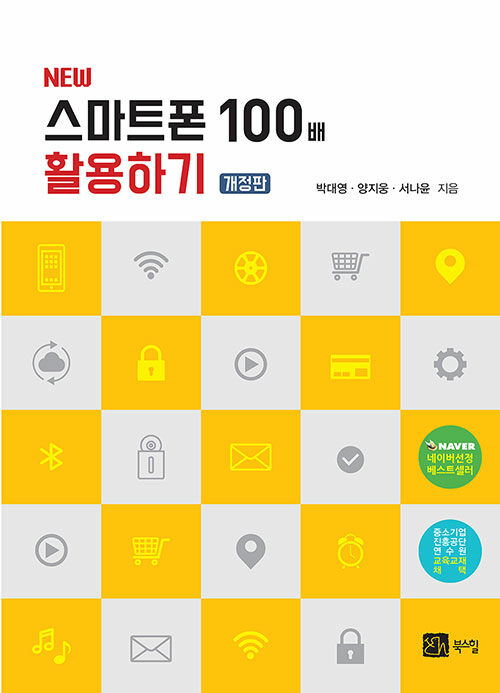 NEW
스마트폰 100배
활용하기 개정판
박대영 · 양지웅 · 서나윤 지음
NAVER
네이버선정
베스트셀러
중소기업
진흥공단
연수원
교육교재
채택
북스힐